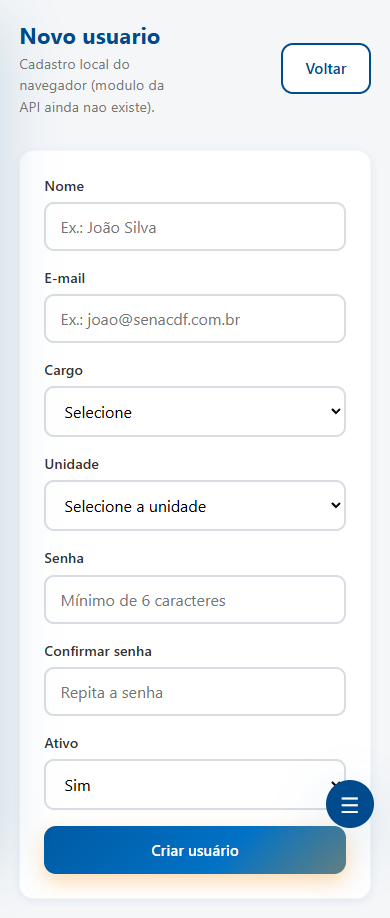 Novo usuario
Cadastro local do
navegador (modulo da
API ainda nao existe).
Voltar
Nome
Ex.: João Silva
E-mail
Ex.: joao@senacdf.com.br
Cargo
Selecione
Unidade
Selecione a unidade
Senha
Mínimo de 6 caracteres
Confirmar senha
Repita a senha
Ativo
Sim
Criar usuário